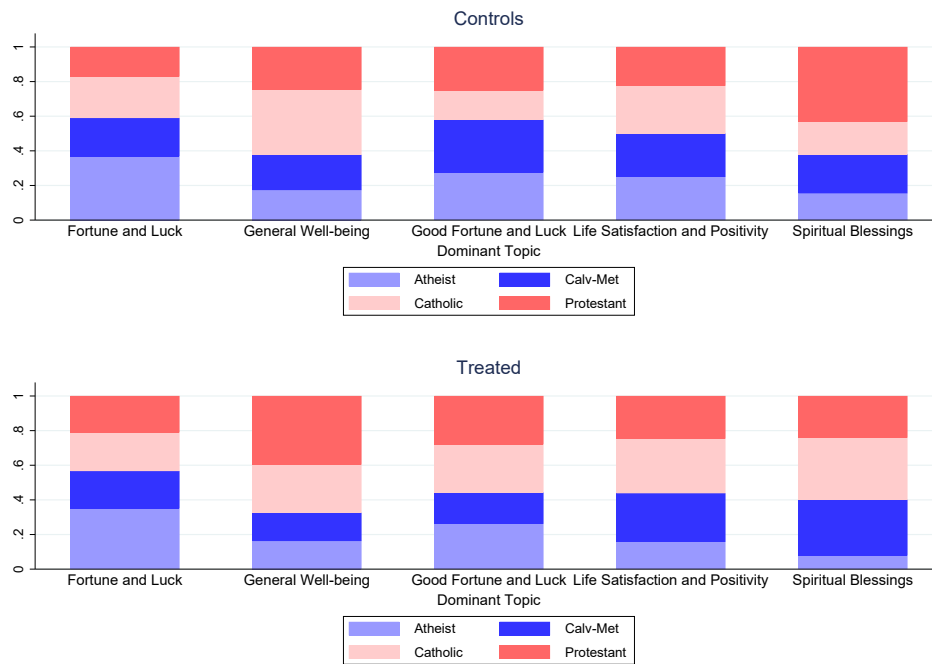 Controls
1
.8
.6
.4
.2
0
Fortune and Luck General Well-being Good Fortune and Luck Life Satisfaction and Positivity Spiritual Blessings
Dominant Topic
Atheist Calv-Met
Catholic Protestant
Treated
1
.8
.6
.4
.2
0
Fortune and Luck General Well-being Good Fortune and Luck Life Satisfaction and Positivity Spiritual Blessings
Dominant Topic
Atheist Calv-Met
Catholic Protestant